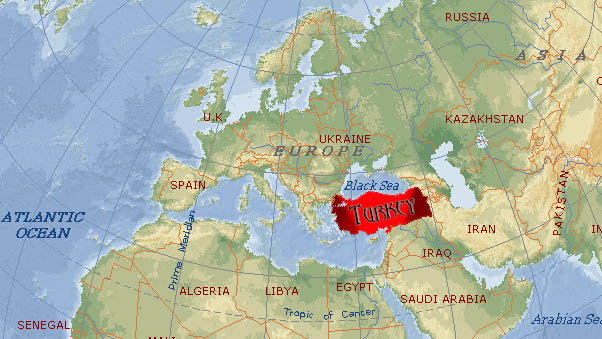 RUSSIA
ASIA
U.K.
KAZAKHSTAN
UKRAINE
EUROPE
SPAIN
Black Sea
PAKISTAN
TURKEY
ATLANTIC
OCEAN
Prime Meridian
IRAN
IRAQ
ALGERIA
LIBYA
EGYPT
SAUDI ARABIA
Tropic of Cancer
Arabian Sea
SENEGAL